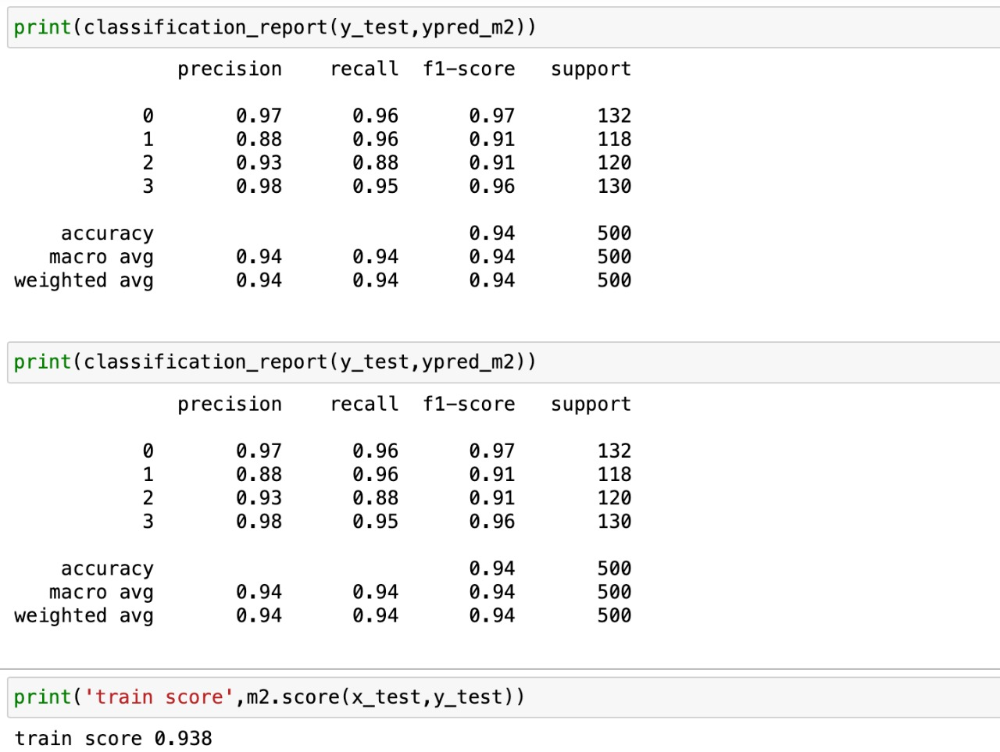 print(classification_report(y_test,ypred_m2))
precision recall f1-score support
0 0.97 0.96 0.97 132
1 0.88 0.96 0.91 118
2 0.93 0.88 0.91 120
3 0.98 0.95 0.96 130
accuracy 0.94 500
macro avg 0.94 0.94 0.94 500
weighted avg 0.94 0.94 0.94 500
print(classification_report(y_test,ypred_m2))
precision recall f1-score support
0 0.97 0.96 0.97 132
1 0.88 0.96 0.91 118
2 0.93 0.88 0.91 120
3 0.98 0.95 0.96 130
accuracy 0.94 500
macro avg 0.94 0.94 0.94 500
weighted avg 0.94 0.94 0.94 500
print('train score',m2.score(x_test,y_test))
train score 0.938